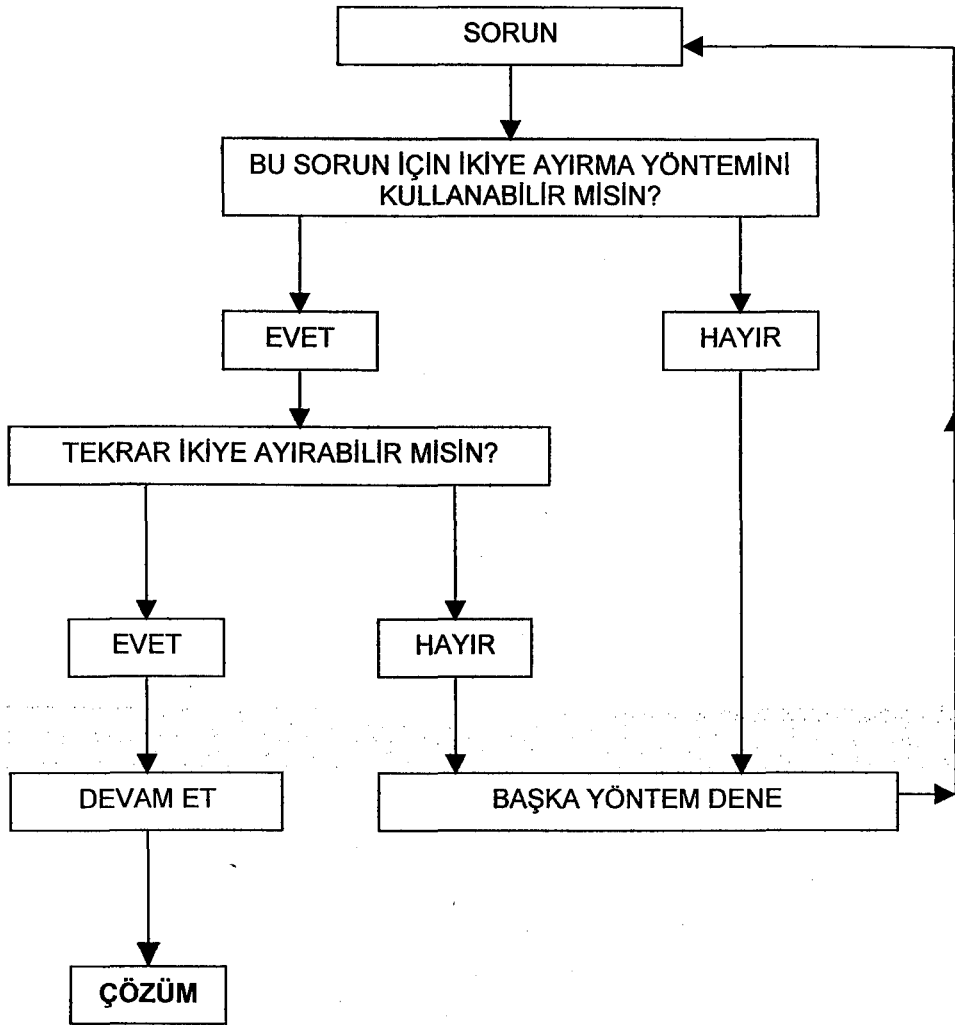 SORUN
BU SORUN İÇİN İKİYE AYIRMA YÖNTEMİNİ
KULLANABİLİR MİSİN?
EVET
HAYIR
TEKRAR İKİYE AYIRABİLİR MİSİN?
EVET
HAYIR
DEVAM ET
BAŞKA YÖNTEM DENE
ÇÖZÜM